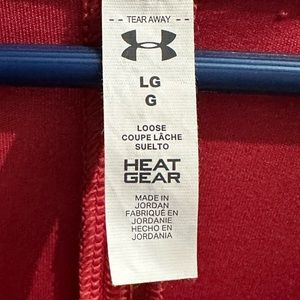 TEAR AWAY
LG
G
LOOSE
COUPE LÂCHE
SUELTO
HEAT
GEAR
MADE IN
JORDAN
FABRIQUÉ EN
JORDANIE
HECHO EN
JORDANIA